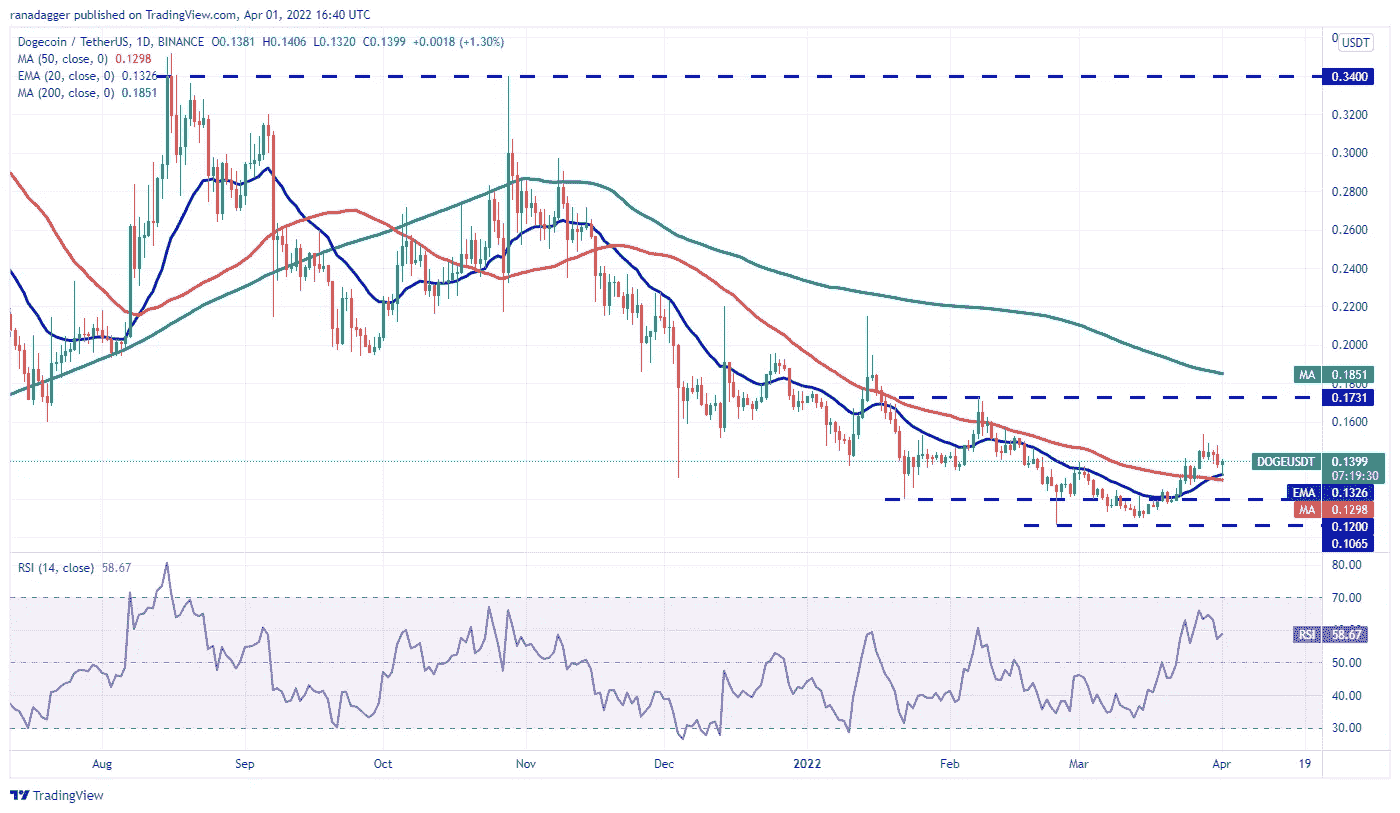 ranadagger published on TradingView.com, Apr 01, 2022 16:40 UTC
Dogecoin / TetherUS, 1D, BINANCE O0.1381 H0.1406 L0.1320 C0.1399 +0.0018 (+1.30%)
MA (50, close, 0) 0.1298
EMA (20, close, 0) 0.1326
MA (200, close, 0) 0.1851
USDT
0.3400
0.3200
0.3000
0.2800
0.2600
0.2400
0.2200
0.2000
MA 0.1851
0.1800
0.1731
0.1600
DOGEUSDT 0.1399
07:19:30
EMA 0.1326
MA 0.1298
0.1200
0.1065
RSI (14, close) 58.67
80.00
70.00
RSI 58.67
50.00
40.00
30.00
Aug Sep Oct Nov Dec 2022 Feb Mar Apr 19
TradingView